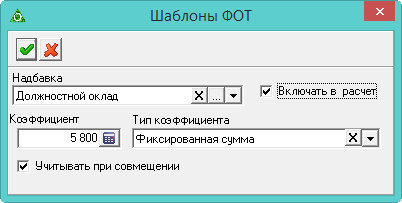 Шаблоны ФОТ
Надбавка
Должностной оклад
Включать в расчет
Коэффициент
Тип коэффициента
5 800
Фиксированная сумма
Учитывать при совмещении